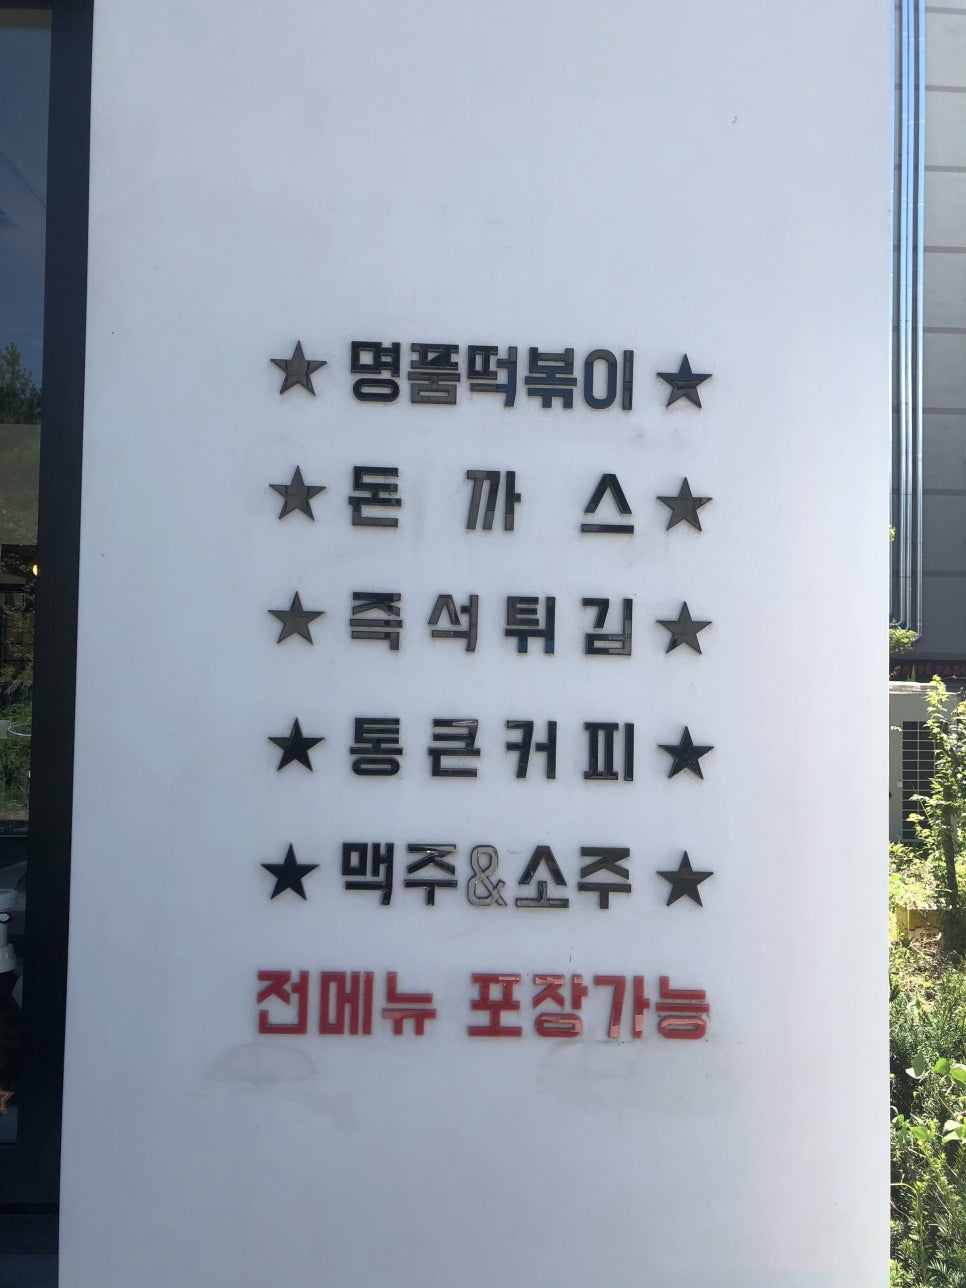 ★명품떡볶이★
★돈 까 스★
★즉석튀김★
★통큰커피★
★맥주&소주★
전메뉴 포장가능